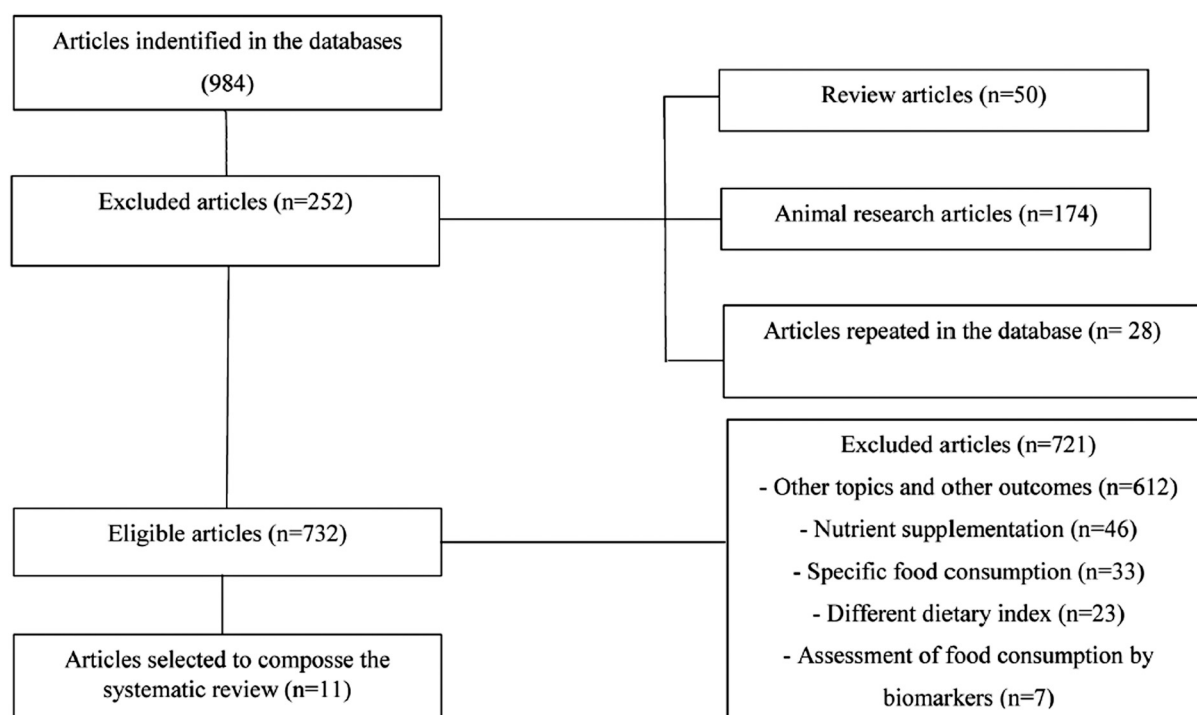 Articles indentified in the databases
(984)
Review articles (n=50)
Excluded articles (n=252)
Animal research articles (n=174)
Articles repeated in the database (n= 28)
Excluded articles (n=721)
- Other topics and other outcomes (n=612)
- Nutrient supplementation (n=46)
- Specific food consumption (n=33)
- Different dietary index (n=23)
- Assessment of food consumption by
biomarkers (n=7)
Eligible articles (n=732)
Articles selected to composse the
systematic review (n=11)